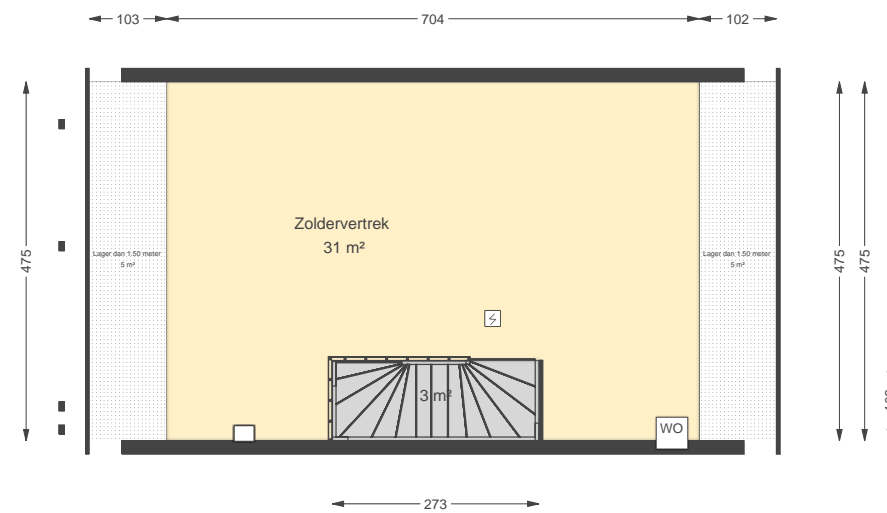 103
704
102
Zoldervertrek
31 m²
475
Lager dan 1.50 meter
5 m²
Lager dan 1.50 meter
5 m²
475
475
3 m²
WO
273